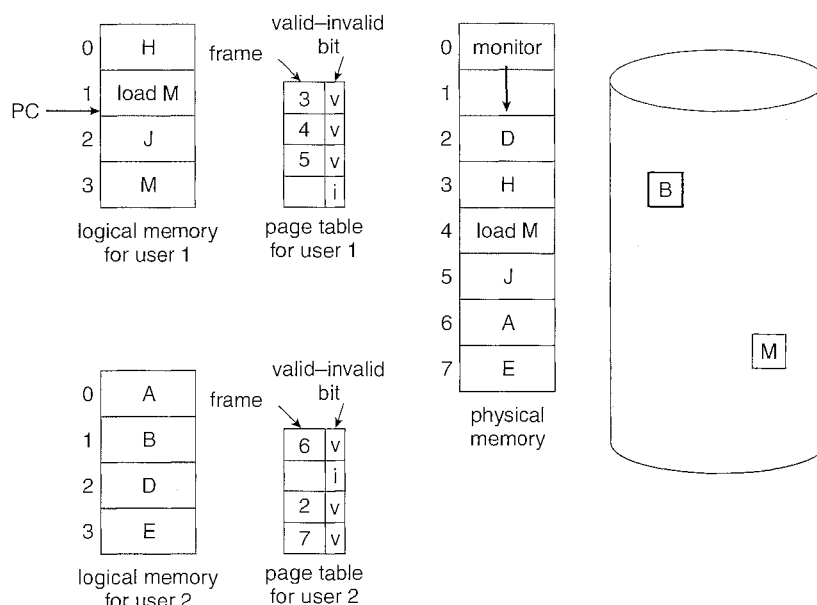 0 H
1 load M
2 J
3 M
PC
logical memory
for user 1
valid–invalid
bit
frame
3 v
4 v
5 v
i
page table
for user 1
0 monitor
1
2 D
3 H
4 load M
5 J
6 A
7 E
physical
memory
B
M
0 A
1 B
2 D
3 E
logical memory
for user 2
valid–invalid
bit
frame
6 v
i
2 v
7 v
page table
for user 2